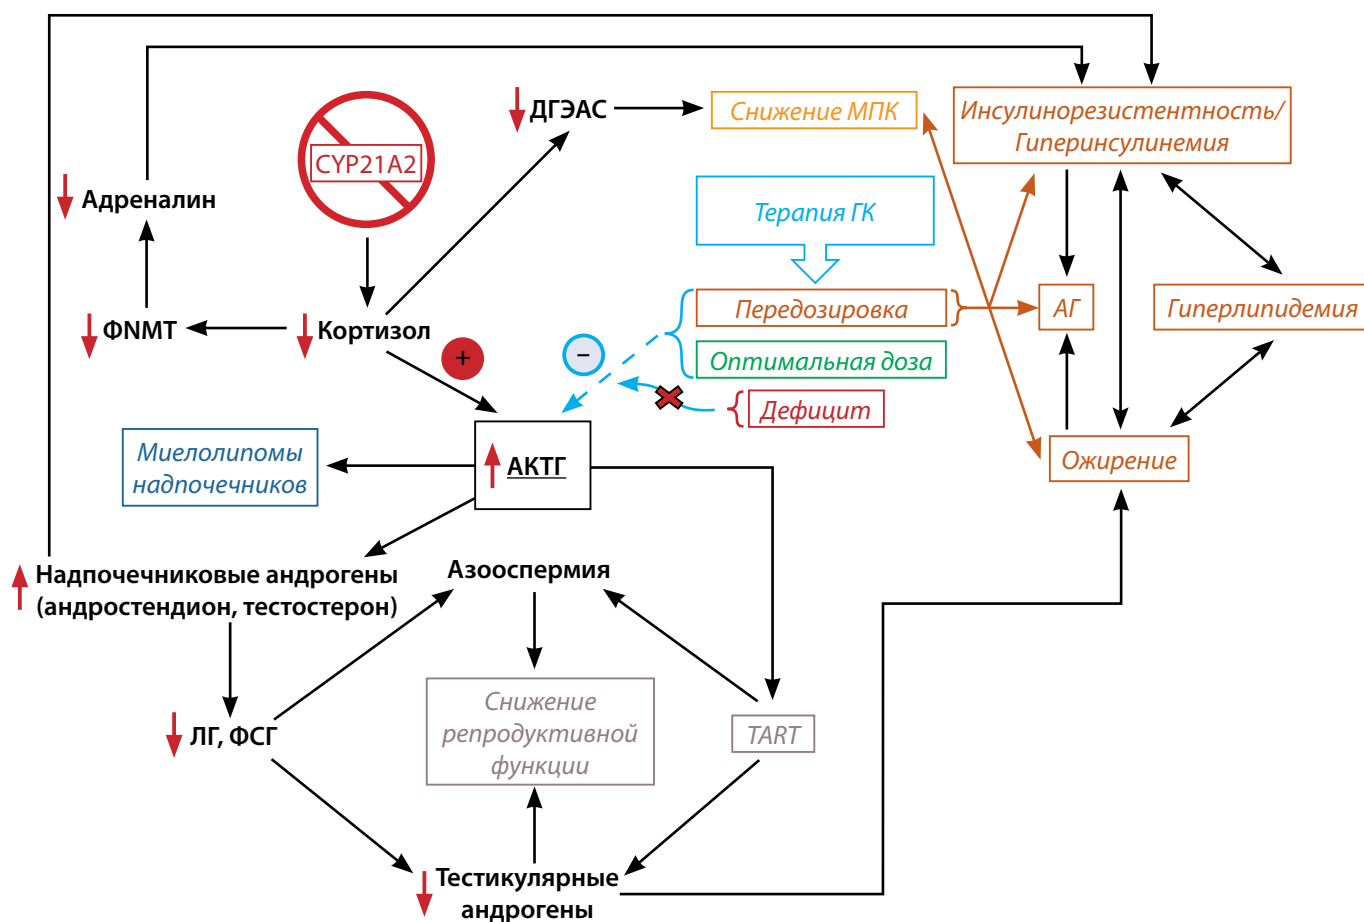 ДГЭАС
Снижение МПК
Инсулинорезистентность/
Гиперинсулинемия
CYP21A2
Адреналин
Терапия ГК
ФNMT
Кортизол
Передозировка
АГ
Гиперлипидемия
+
−
Оптимальная доза
Дефицит
Миелолипомы
надпочечников
АКТГ
Ожирение
Надпочечниковые андрогены
(андростендион, тестостерон)
Азооспермия
Снижение
репродуктивной
функции
ЛГ, ФСГ
TART
Тестикулярные
андрогены